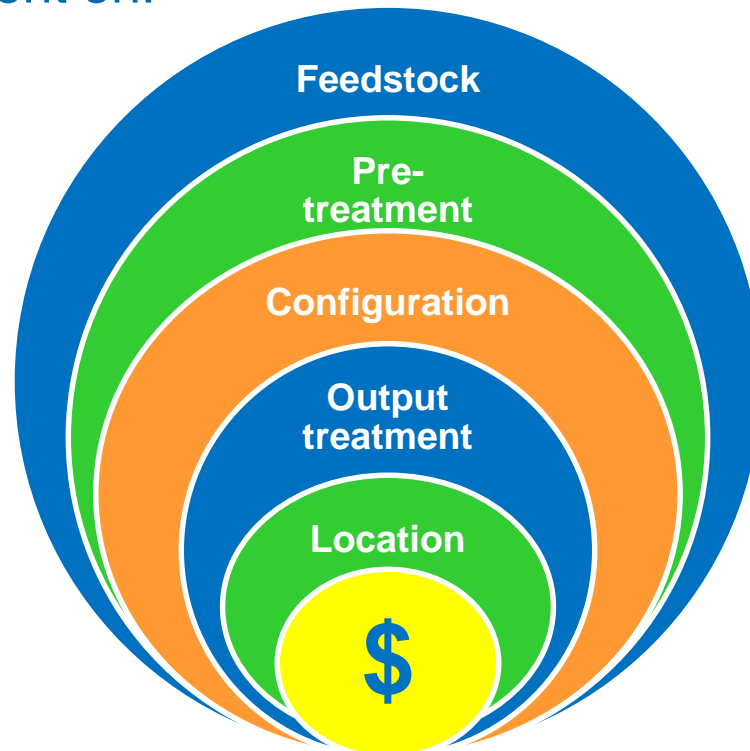 Feedstock
Pre-
treatment
Configuration
Output
treatment
Location
$